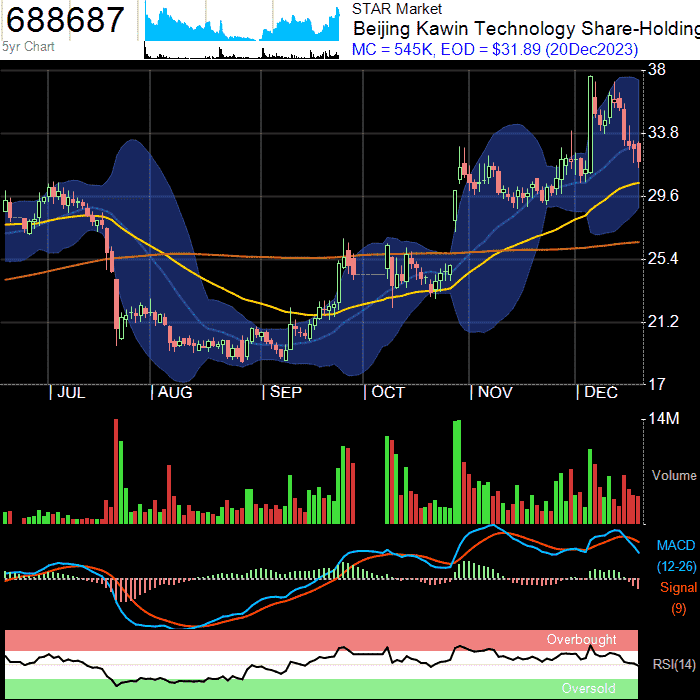 688687
5yr Chart
STAR Market
Beijing Kawin Technology Share-Holding
MC = 545K, EOD = $31.89 (20Dec2023)
38
33.8
29.6
25.4
21.2
17
| JUL | AUG | SEP | OCT | NOV | DEC
14M
Volume
MACD
(12-26)
Signal
(9)
Overbought
RSI(14)
Oversold